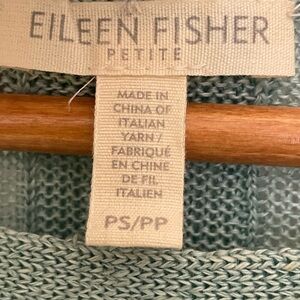 EILEEN FISHER
PETITE
MADE IN
CHINA OF
ITALIAN
YARN/
FABRIQUÉ
EN CHINE
DE FIL
ITALIEN
PS/PP